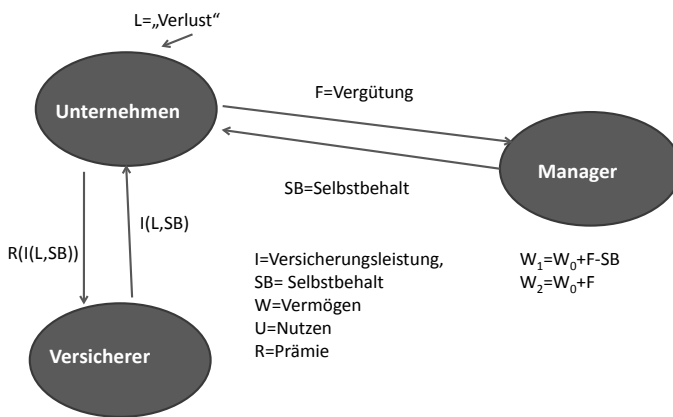 L=„Verlust“
Unternehmen
F=Vergütung
Manager
SB=Selbstbehalt
I(L,SB)
R(I(L,SB))
I=Versicherungsleistung,
SB= Selbstbehalt
W=Vermögen
U=Nutzen
R=Prämie
W₁=W₀+F-SB
W₂=W₀+F
Versicherer